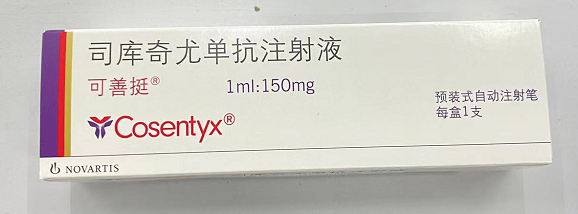 司库奇尤单抗注射液
可善挺® 1ml:150mg
Cosentyx®
预装式自动注射笔
每盒1支
NOVARTIS